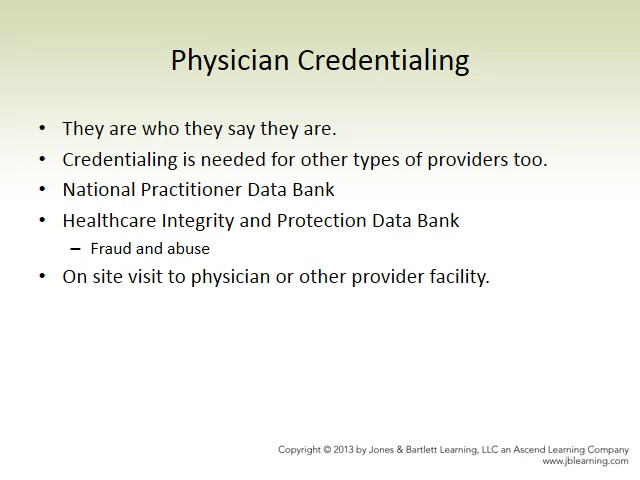 Physician Credentialing
• They are who they say they are.
• Credentialing is needed for other types of providers too.
• National Practitioner Data Bank
• Healthcare Integrity and Protection Data Bank
– Fraud and abuse
• On site visit to physician or other provider facility.
Copyright © 2013 by Jones & Bartlett Learning, LLC an Ascend Learning Company
www.jblearning.com